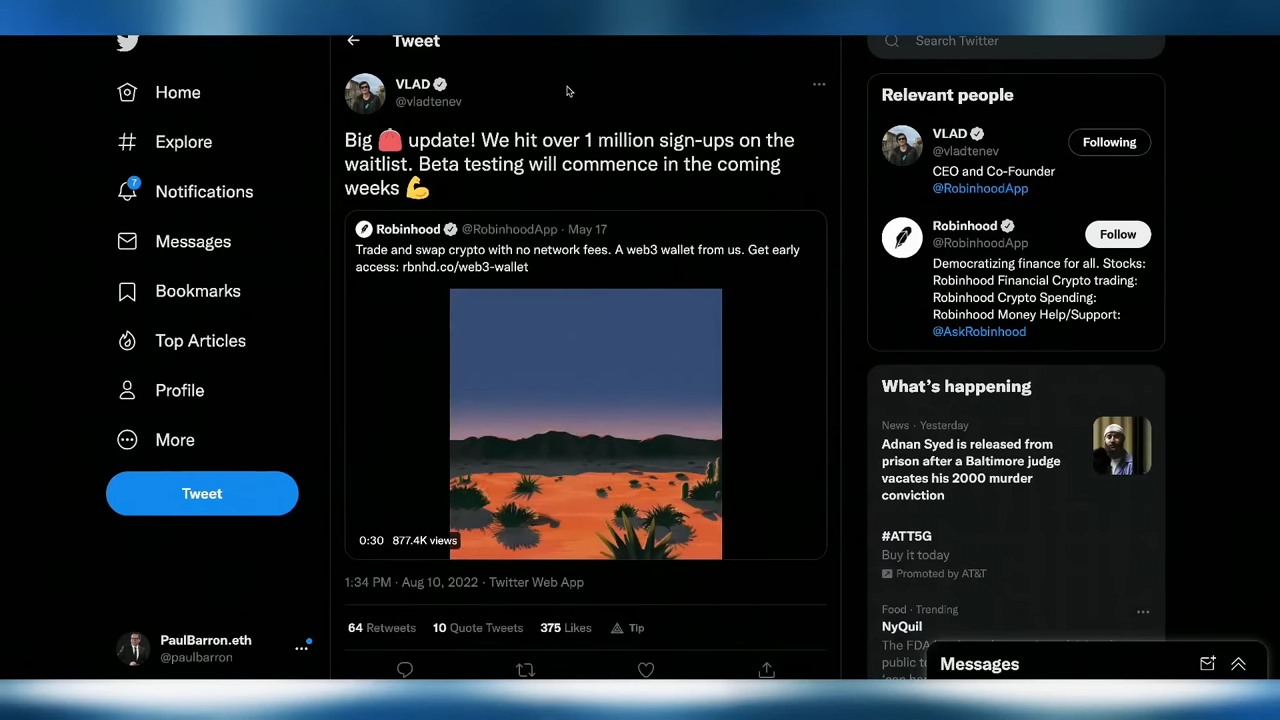 Home
Explore
7
Notifications
Messages
Bookmarks
Top Articles
Profile
More
Tweet
PaulBarron.eth
@paulbarron
Tweet
VLAD
@vladtenev
Big 👛 update! We hit over 1 million sign-ups on the
waitlist. Beta testing will commence in the coming
weeks 💪
Robinhood @RobinhoodApp · May 17
Trade and swap crypto with no network fees. A web3 wallet from us. Get early
access: rbnhd.co/web3-wallet
0:30 877.4K views
1:34 PM · Aug 10, 2022 · Twitter Web App
64 Retweets 10 Quote Tweets 375 Likes Tip
Search Twitter
Relevant people
VLAD
@vladtenev
Following
CEO and Co-Founder
@RobinhoodApp
Robinhood
@RobinhoodApp
Follow
Democratizing finance for all. Stocks:
Robinhood Financial Crypto trading:
Robinhood Crypto Spending:
Robinhood Money Help/Support:
@AskRobinhood
What's happening
News · Yesterday
Adnan Syed is released from
prison after a Baltimore judge
vacates his 2000 murder
conviction
#ATT5G
Buy it today
Promoted by AT&T
Food · Trending
NyQuil
The FDA
public
Messages